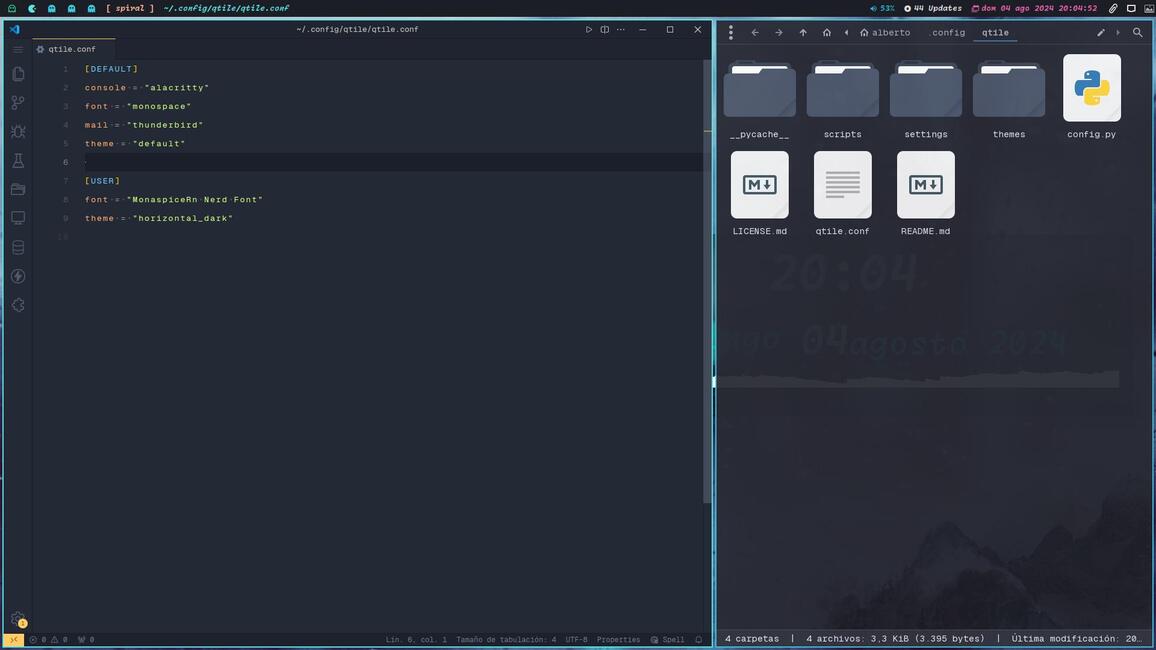 [ spiral ] ~/.config/qtile/qtile.conf
53% 44 Updates dom 04 ago 2024 20:04:52
~/.config/qtile/qtile.conf
qtile.conf
1 [DEFAULT]
2 console = "alacritty"
3 font = "monospace"
4 mail = "thunderbird"
5 theme = "default"
6
7 [USER]
8 font = "MonaspiceRn Nerd Font"
9 theme = "horizontal_dark"
10
1
0 0 0 Lín. 6, col. 1 Tamaño de tabulación: 4 UTF-8 Properties Spell
alberto .config qtile
__pycache__ scripts settings themes config.py
LICENSE.md qtile.conf README.md
20:04
04 agosto 2024
4 carpetas | 4 archivos: 3,3 KiB (3.395 bytes) | Última modificación: 20…